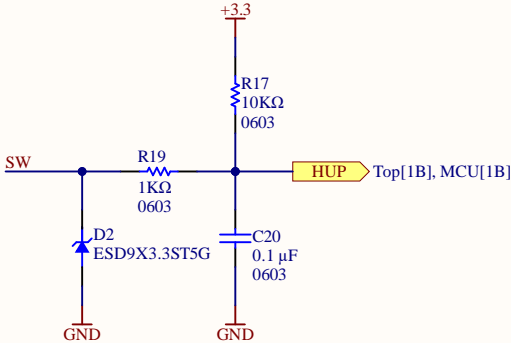 +3.3
R17
10KΩ
0603
SW
R19
1KΩ
0603
HUP
Top[1B], MCU[1B]
D2
ESD9X3.3ST5G
C20
0.1 µF
0603
GND
GND